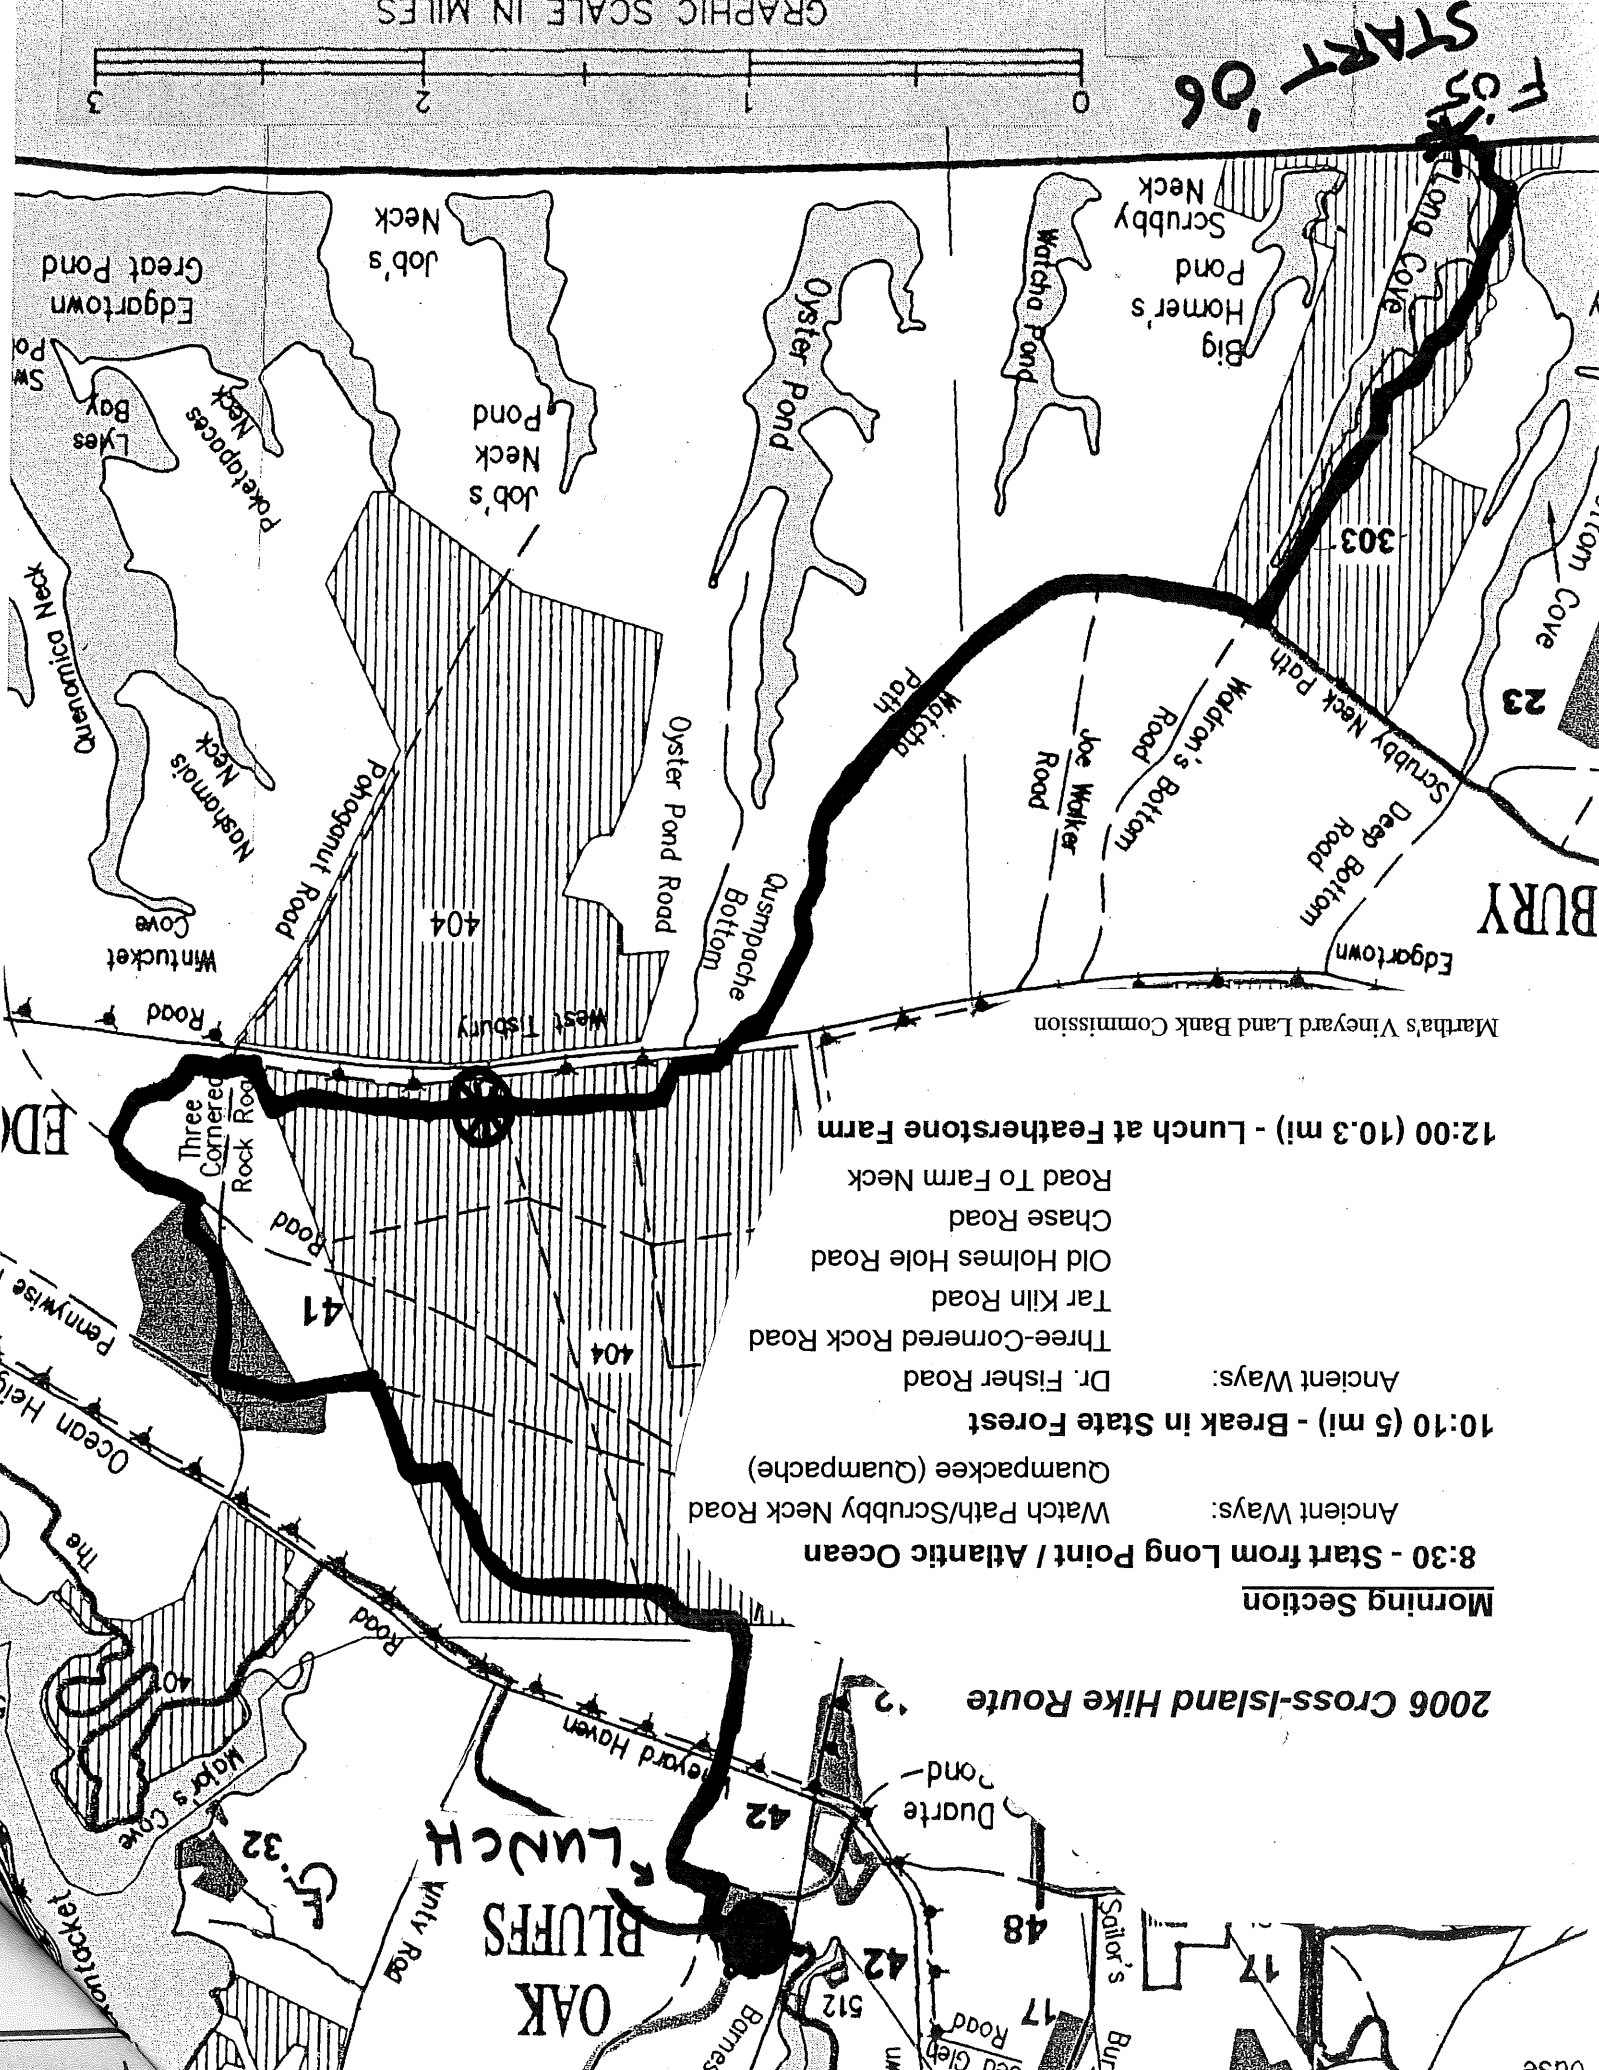 17
512
OAK
BLUFFS
Sailor's
48
42
17
Road
LUNCH
32
Duarte
Pond
42
Major's
Cove
2006 Cross-Island Hike Route
Vineyard Haven
Road
401
Morning Section
8:30 - Start from Long Point / Atlantic Ocean
Ancient Ways: Watch Path/Scrubby Neck Road
Quampackee (Quampache)
10:10 (5 mi) - Break in State Forest
Ancient Ways: Dr. Fisher Road
Three-Cornered Rock Road
Tar Kiln Road
Old Holmes Hole Road
Chase Road
Road To Farm Neck
12:00 (10.3 mi) - Lunch at Featherstone Farm
The
Ocean
Pennywise
404
41
Road
Three
Cornered
Rock Road
Martha's Vineyard Land Bank Commission
Edgartown
West Tisbury
Road
BURY
Deep Bottom
Road
Scrubby Neck Path
Waldron's Bottom
Road
Joe Walker
Road
Watcha
Path
Quampache
Bottom
Oyster Pond Road
404
Pohoganut Road
Wintucket
Cove
Nashamois
Neck
Quenomica Neck
23
303
Cove
Job's
Neck
Pond
Poketapaces
Neck
Lyles
Bay
Big
Homer's
Pond
Scrubby
Neck
Long Cove
Watcha Pond
Oyster Pond
Job's
Neck
Edgartown
Great Pond
START '06
F '05
0 1 2 3
GRAPHIC SCALE IN MILES